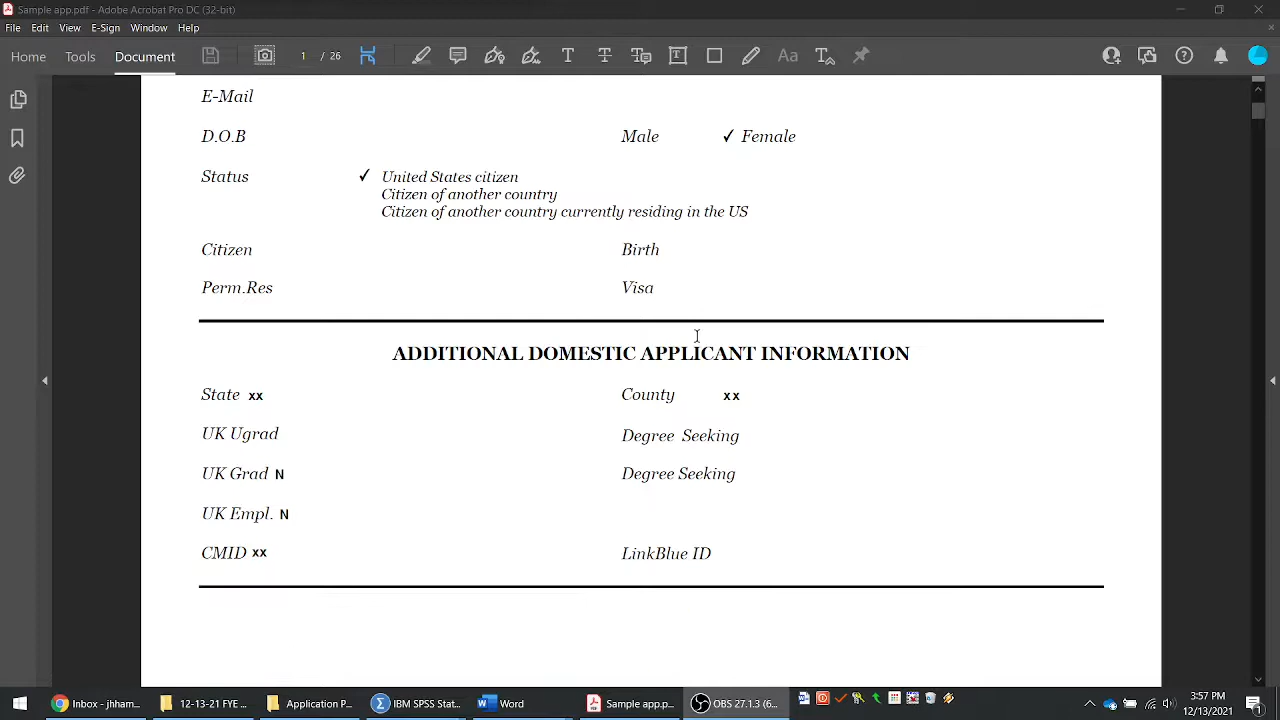 Sample app.pdf - Adobe Acrobat Pro DC (32-bit)
File Edit View E-Sign Window Help
Home Tools Document 1 / 26
E-Mail
D.O.B Male ✓ Female
Status ✓ United States citizen
Citizen of another country
Citizen of another country currently residing in the US
Citizen Birth
Perm.Res Visa
ADDITIONAL DOMESTIC APPLICANT INFORMATION
State xx County xx
UK Ugrad Degree Seeking
UK Grad N Degree Seeking
UK Empl. N
CMID xx LinkBlue ID
Inbox - jhham... 12-13-21 FFE ... Application P... IBM SPSS Stat... Word Sample app.p... OBS 27.1.3 (6... 3:57 PM
12/13/2021